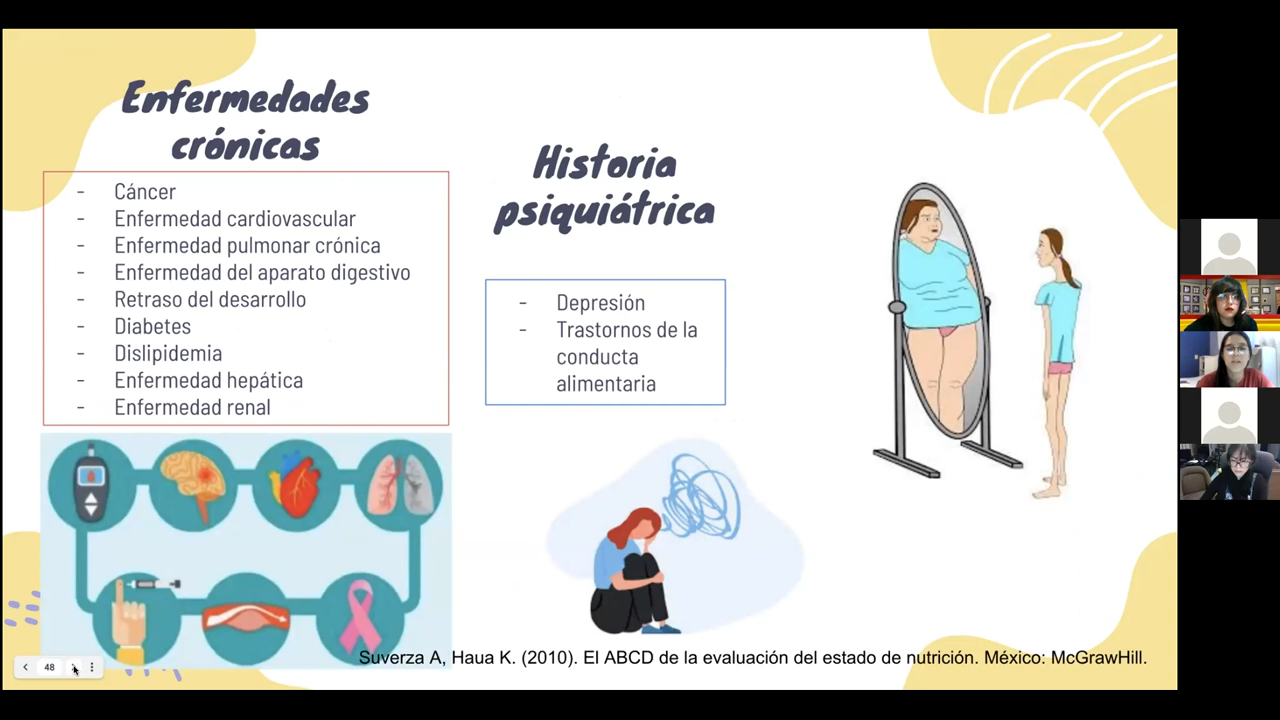 Enfermedades
crónicas
- Cáncer
- Enfermedad cardiovascular
- Enfermedad pulmonar crónica
- Enfermedad del aparato digestivo
- Retraso del desarrollo
- Diabetes
- Dislipidemia
- Enfermedad hepática
- Enfermedad renal
Historia
psiquiátrica
- Depresión
- Trastornos de la
conducta
alimentaria
Suverza A, Haua K. (2010). El ABCD de la evaluación del estado de nutrición. México: McGrawHill.
48